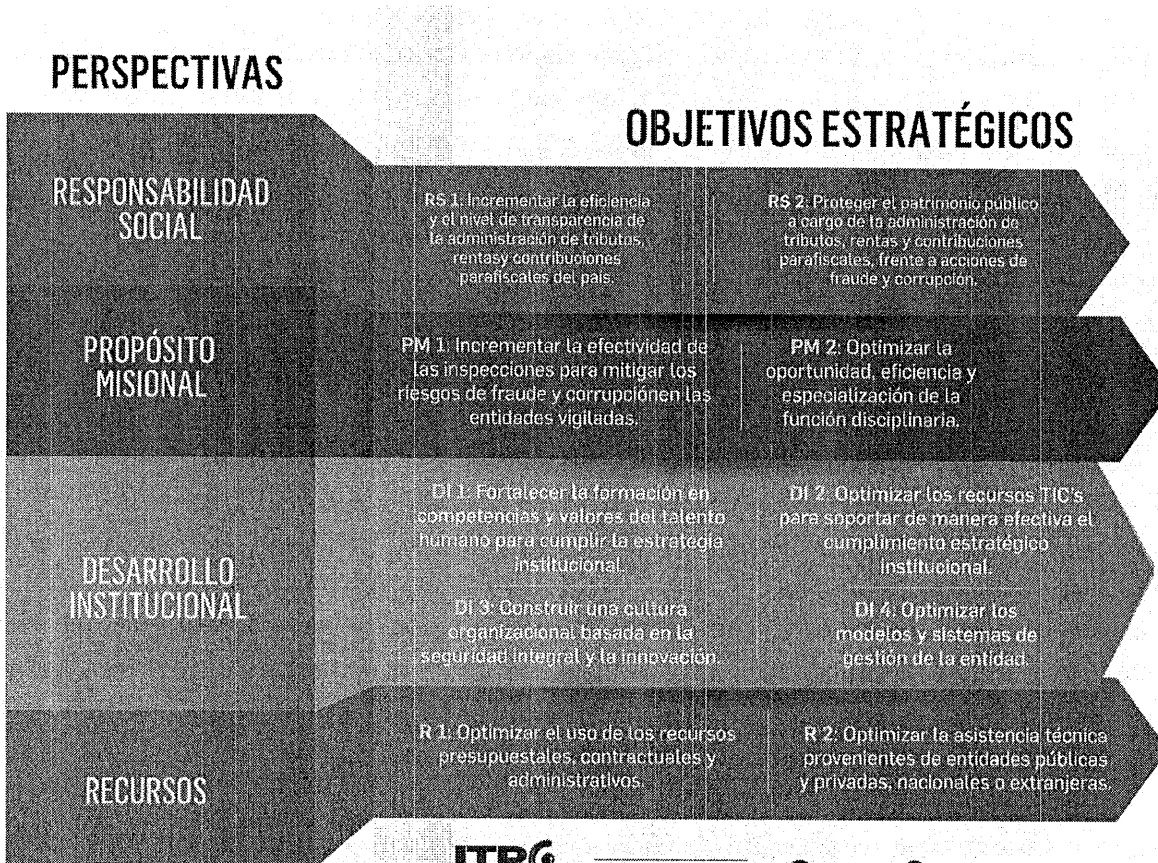 PERSPECTIVAS
OBJETIVOS ESTRATÉGICOS
RESPONSABILIDAD
SOCIAL
RS 1: Incrementar la eficiencia
y el nivel de transparencia de
la administración de tributos,
rentasy contribuciones
parafiscales del país.
RS 2: Proteger el patrimonio público
a cargo de la administración de
tributos, rentas y contribuciones
parafiscales, frente a acciones de
fraude y corrupción.
PROPÓSITO
MISIONAL
PM 1: Incrementar la efectividad de
las inspecciones para mitigar los
riesgos de fraude y corrupciónen las
entidades vigiladas.
PM 2: Optimizar la
oportunidad, eficiencia y
especialización de la
función disciplinaria.
DESARROLLO
INSTITUCIONAL
DI 1: Fortalecer la formación en
competencias y valores del talento
humano para cumplir la estrategia
institucional.
DI 2: Optimizar los recursos TIC's
para soportar de manera efectiva el
cumplimiento estratégico
institucional.
DI 3: Construir una cultura
organizacional basada en la
seguridad integral y la innovación.
DI 4: Optimizar los
modelos y sistemas de
gestión de la entidad.
RECURSOS
R 1: Optimizar el uso de los recursos
presupuestales, contractuales y
administrativos.
R 2: Optimizar la asistencia técnica
provenientes de entidades públicas
y privadas, nacionales o extranjeras.